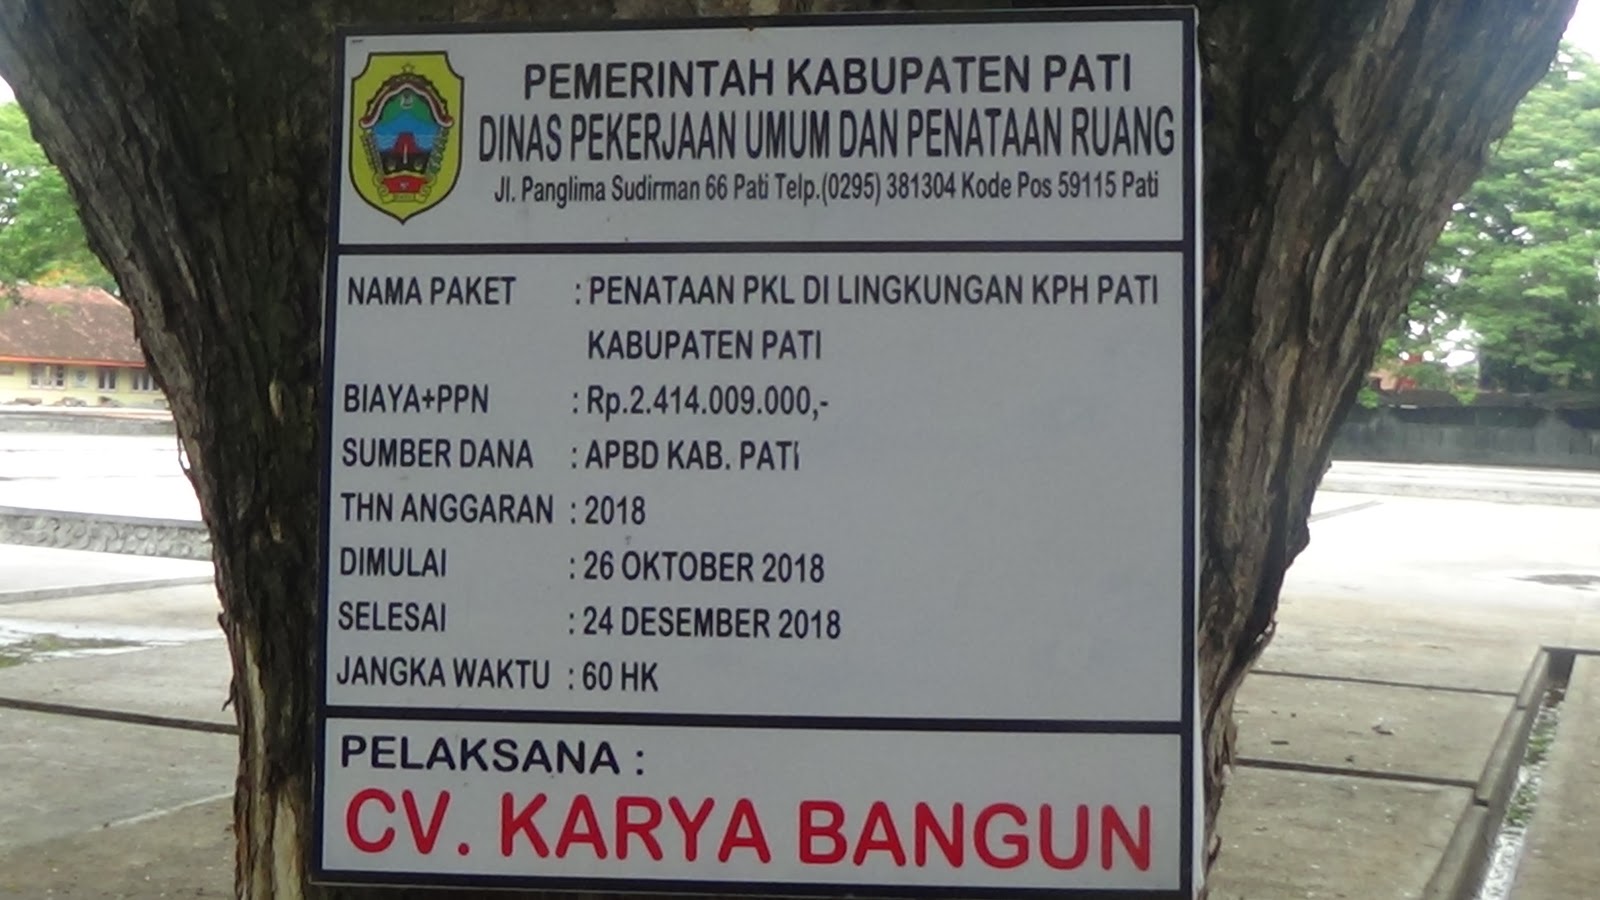 PEMERINTAH KABUPATEN PATI
DINAS PEKERJAAN UMUM DAN PENATAAN RUANG
Jl. Panglima Sudirman 66 Pati Telp.(0295) 381304 Kode Pos 59115 Pati
NAMA PAKET : PENATAAN PKL DI LINGKUNGAN KPH PATI
KABUPATEN PATI
BIAYA+PPN : Rp.2.414.009.000,-
SUMBER DANA : APBD KAB. PATI
THN ANGGARAN : 2018
DIMULAI : 26 OKTOBER 2018
SELESAI : 24 DESEMBER 2018
JANGKA WAKTU : 60 HK
PELAKSANA :
CV. KARYA BANGUN